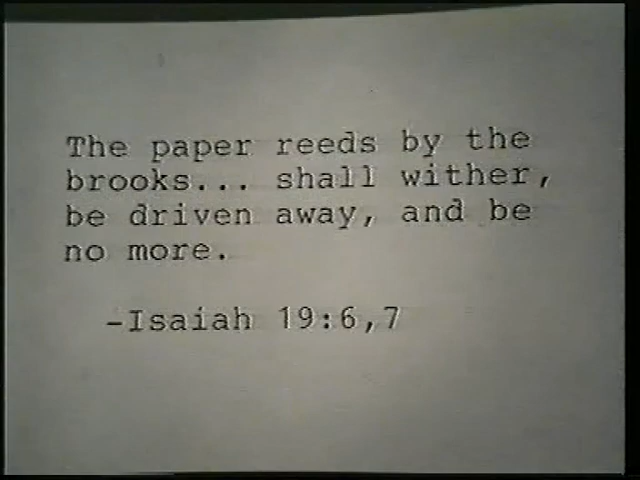 The paper reeds by the
brooks... shall wither,
be driven away, and be
no more.
-Isaiah 19:6,7